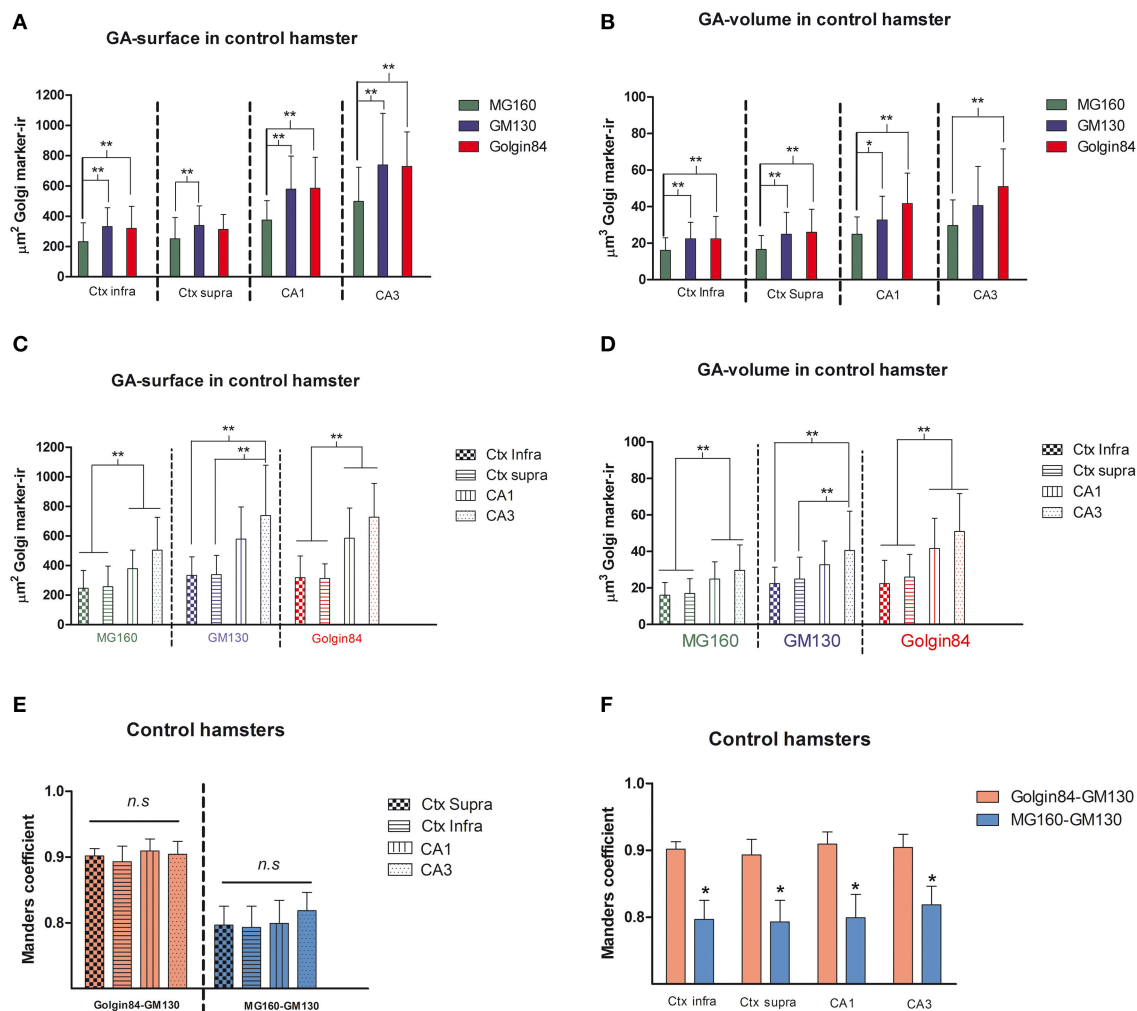 A
GA-surface in control hamster
μm2 Golgi marker-ir
1200
1000
800
600
400
200
0
**
**
**
**
**
**
**
Ctx infra
Ctx supra
CA1
CA3
MG160
GM130
Golgin84
B
GA-volume in control hamster
μm3 Golgi marker-ir
100
80
60
40
20
0
**
**
**
**
**
*
**
Ctx Infra
Ctx Supra
CA1
CA3
MG160
GM130
Golgin84
C
GA-surface in control hamster
μm2 Golgi marker-ir
1200
1000
800
600
400
200
0
**
**
**
**
MG160
GM130
Golgin84
Ctx Infra
Ctx supra
CA1
CA3
D
GA-volume in control hamster
μm3 Golgi marker-ir
100
80
60
40
20
0
**
**
**
**
MG160
GM130
Golgin84
Ctx Infra
Ctx supra
CA1
CA3
E
Control hamsters
Manders coefficient
1.0
0.9
0.8
n.s
n.s
Golgin84-GM130
MG160-GM130
Ctx Supra
Ctx Infra
CA1
CA3
F
Control hamsters
Manders coefficient
1.0
0.9
0.8
*
*
*
*
Ctx infra
Ctx supra
CA1
CA3
Golgin84-GM130
MG160-GM130